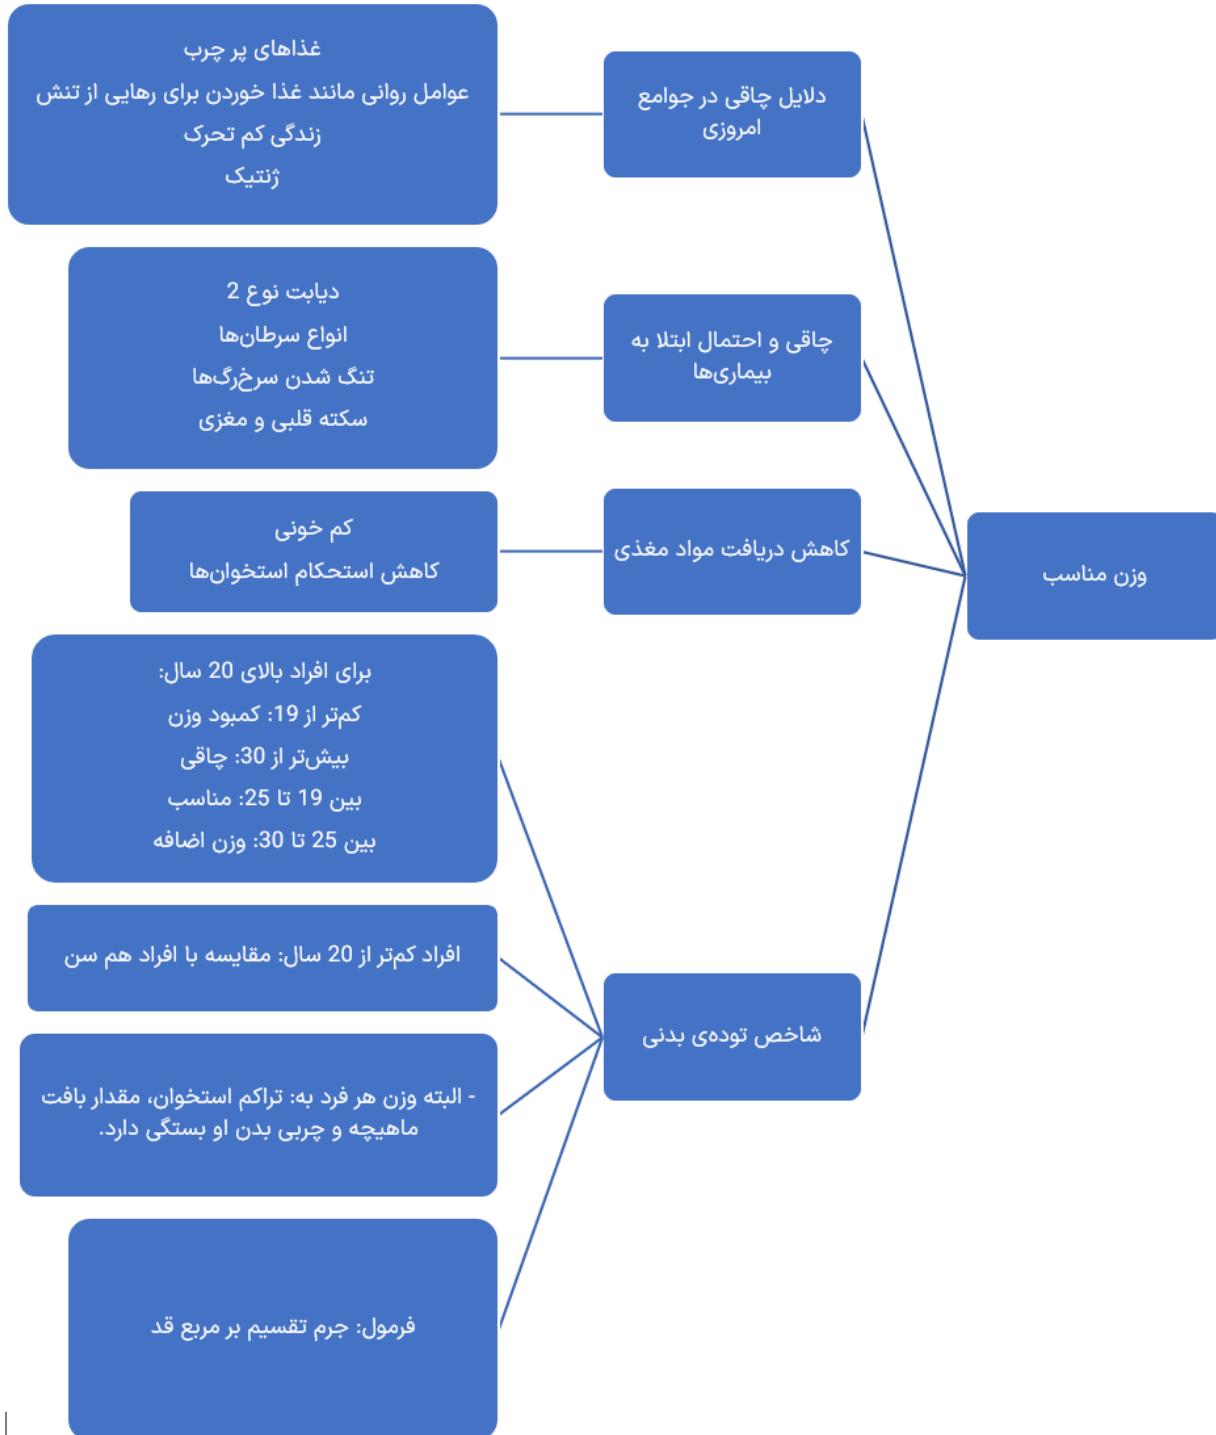 وزن مناسب
دلایل چاقی در جوامع
امروزی
غذاهای پر چرب
عوامل روانی مانند غذا خوردن برای رهایی از تنش
زندگی کم تحرک
ژنتیک
چاقی و احتمال ابتلا به
بیماری‌ها
دیابت نوع 2
انواع سرطان‌ها
تنگ شدن سرخ‌رگ‌ها
سکته قلبی و مغزی
کاهش دریافت مواد مغذی
کم خونی
کاهش استحکام استخوان‌ها
شاخص توده‌ی بدنی
برای افراد بالای 20 سال:
کم‌تر از 19: کمبود وزن
بیش‌تر از 30: چاقی
بین 19 تا 25: مناسب
بین 25 تا 30: وزن اضافه
افراد کم‌تر از 20 سال: مقایسه با افراد هم سن
- البته وزن هر فرد به: تراکم استخوان، مقدار بافت
ماهیچه و چربی بدن او بستگی دارد.
فرمول: جرم تقسیم بر مربع قد